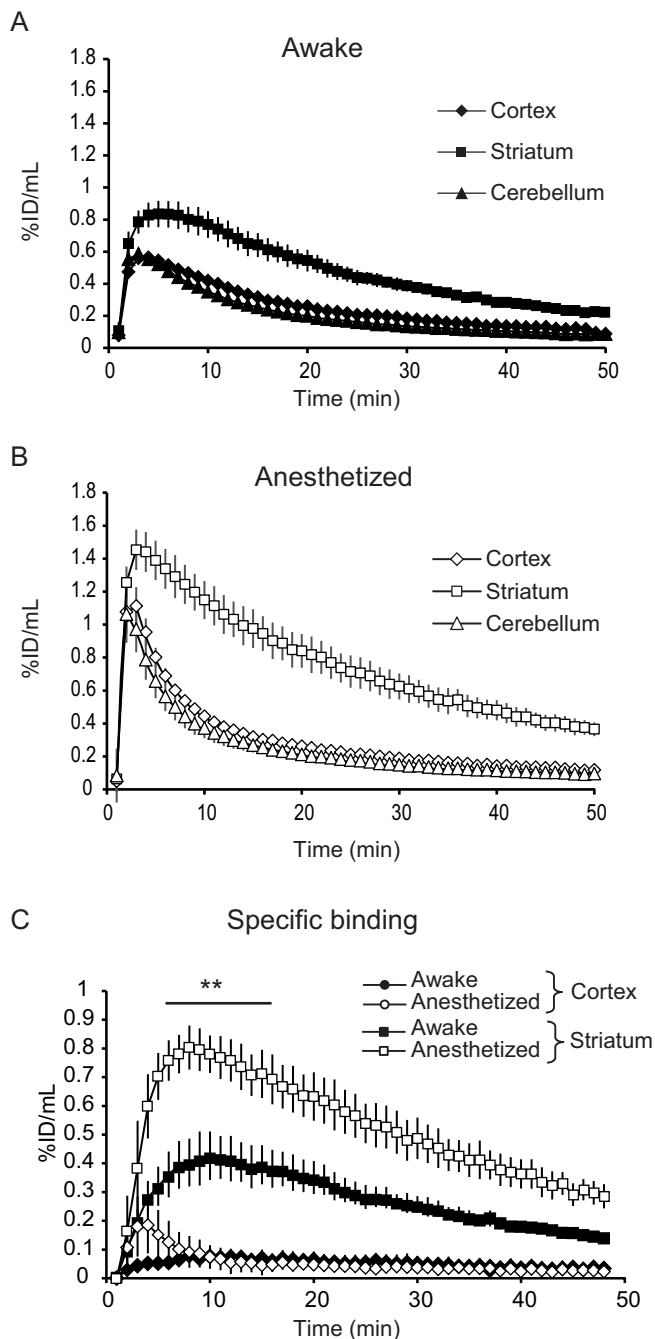 A
Awake
1.8
1.6
1.4
1.2
1
0.8
0.6
0.4
0.2
0
%ID/mL
Cortex
Striatum
Cerebellum
0 10 20 30 40 50
Time (min)
B
Anesthetized
1.8
1.6
1.4
1.2
1
0.8
0.6
0.4
0.2
0
%ID/mL
Cortex
Striatum
Cerebellum
0 10 20 30 40 50
Time (min)
C
Specific binding
1
0.9
0.8
0.7
0.6
0.5
0.4
0.3
0.2
0.1
0
%ID/mL
**
Awake
Anesthetized
Cortex
Awake
Anesthetized
Striatum
0 10 20 30 40 50
Time (min)